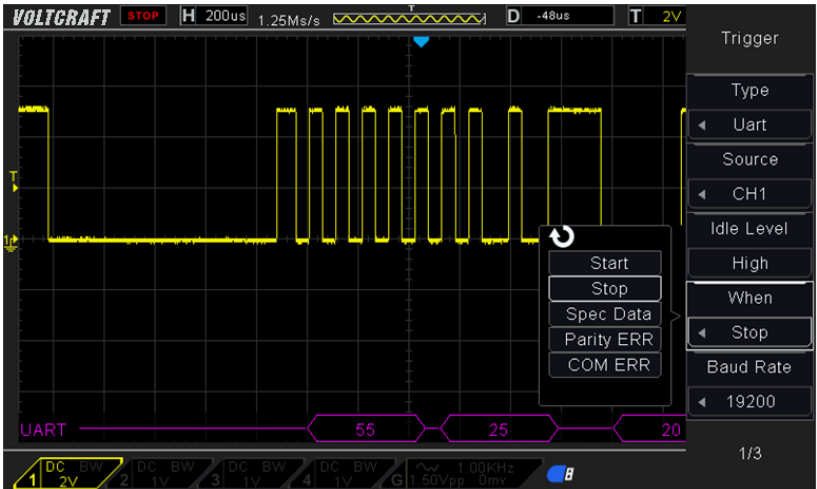 VOLTCRAFT STOP H 200us 1.25Ms/s T D -48us T 2V
Trigger
Type
Uart
Source
CH1
Idle Level
High
When
Stop
Baud Rate
19200
1/3
T
1
Start
Stop
Spec Data
Parity ERR
COM ERR
UART 55 25 20
1 DC BW 2V
2 DC BW 1V
3 DC BW 1V
4 DC BW 1V
G 1.00KHz 1.50Vpp 0mv